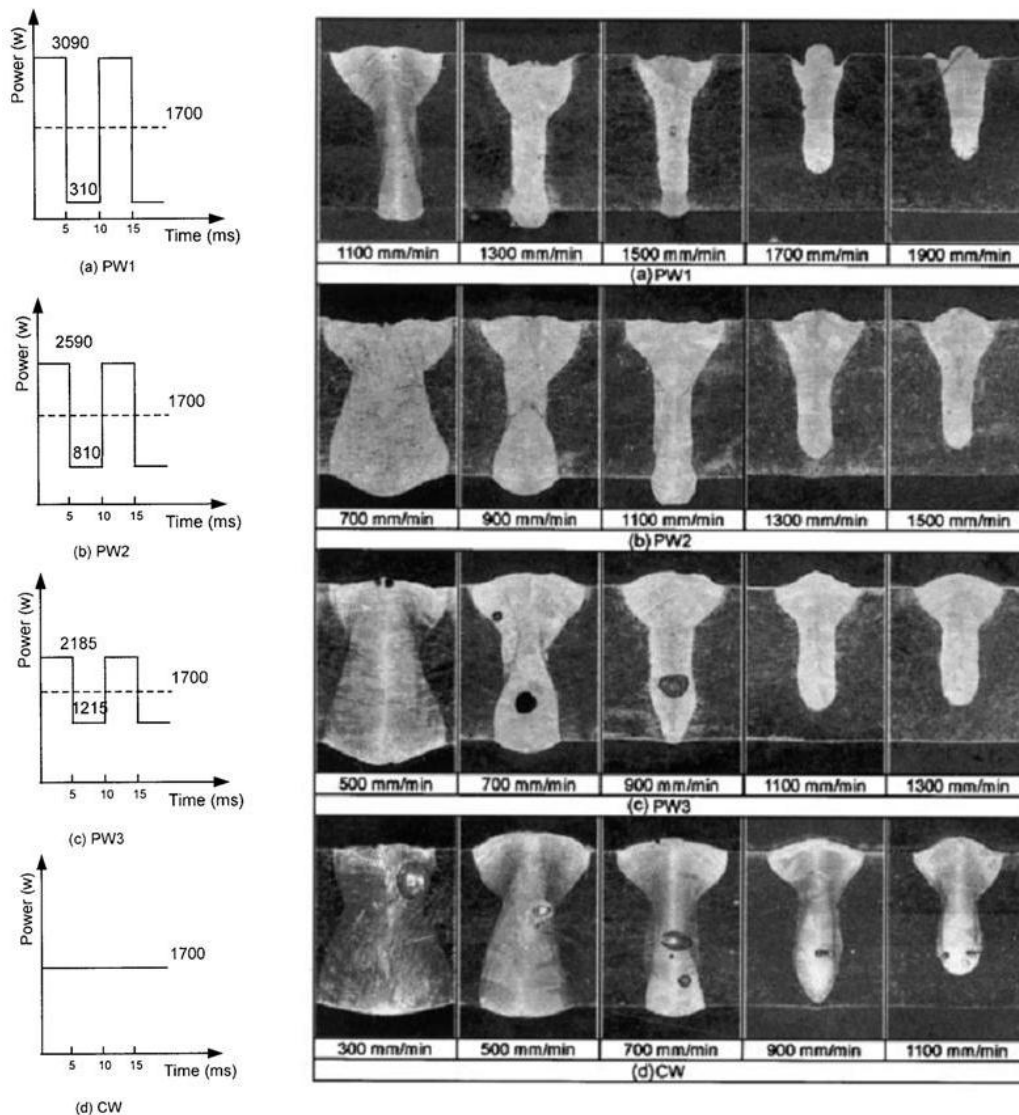 Power (w)
3090
1700
310
5 10 15
Time (ms)
(a) PW1
Power (w)
2590
1700
810
5 10 15
Time (ms)
(b) PW2
Power (w)
2185
1700
1215
5 10 15
Time (ms)
(c) PW3
Power (w)
1700
Time (ms)
(d) CW
1100 mm/min 1300 mm/min 1500 mm/min 1700 mm/min 1900 mm/min
(a) PW1
700 mm/min 900 mm/min 1100 mm/min 1300 mm/min 1500 mm/min
(b) PW2
500 mm/min 700 mm/min 900 mm/min 1100 mm/min 1300 mm/min
(c) PW3
300 mm/min 500 mm/min 700 mm/min 900 mm/min 1100 mm/min
(d) CW